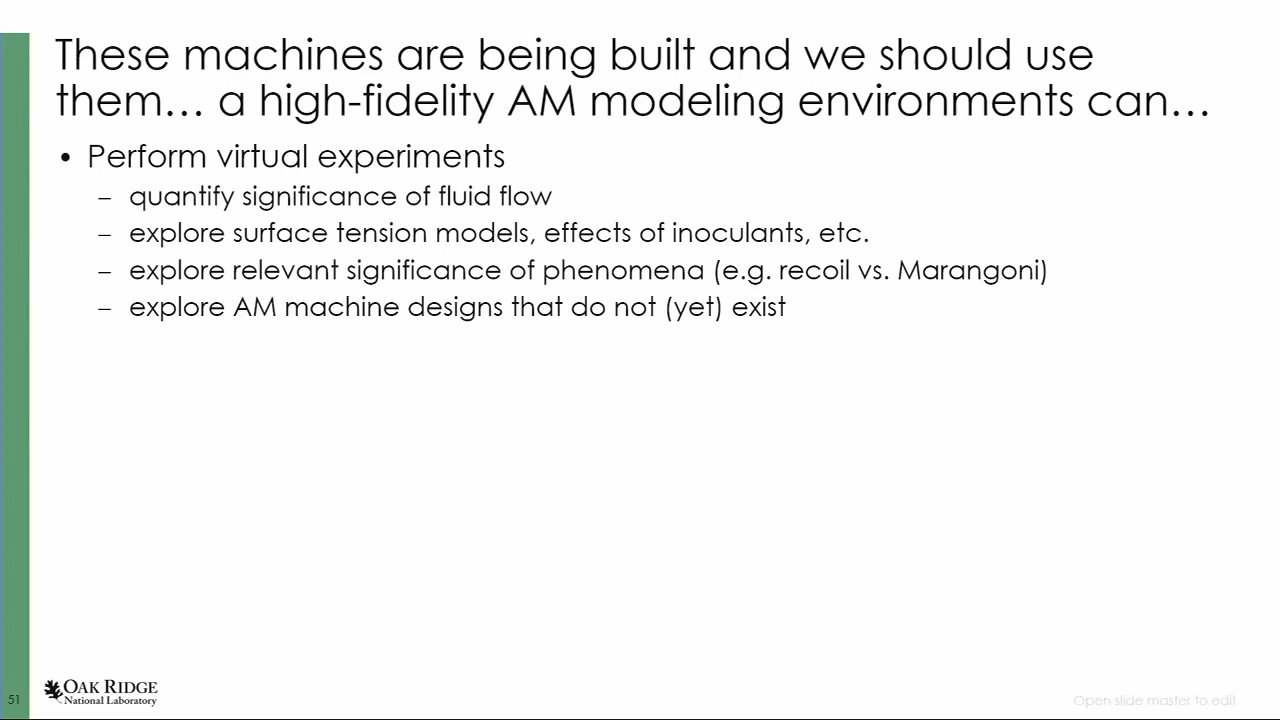 These machines are being built and we should use
them… a high-fidelity AM modeling environments can…
• Perform virtual experiments
– quantify significance of fluid flow
– explore surface tension models, effects of inoculants, etc.
– explore relevant significance of phenomena (e.g. recoil vs. Marangoni)
– explore AM machine designs that do not (yet) exist
51
OAK RIDGE
National Laboratory
Open slide master to edit